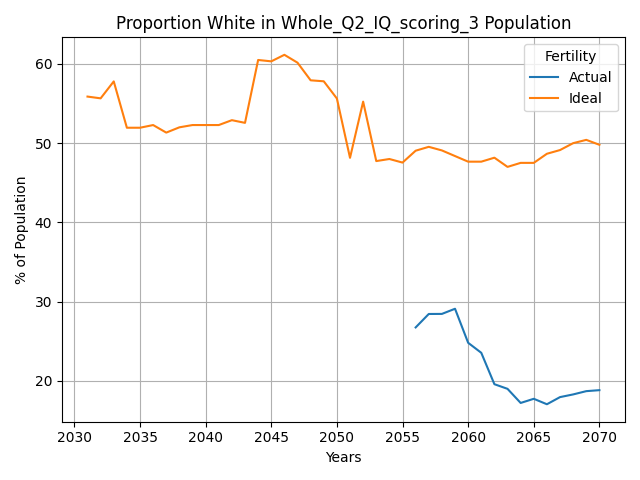 Proportion White in Whole_Q2_IQ_scoring_3 Population
Fertility
Actual
Ideal
% of Population
60
50
40
30
20
2030 2035 2040 2045 2050 2055 2060 2065 2070
Years